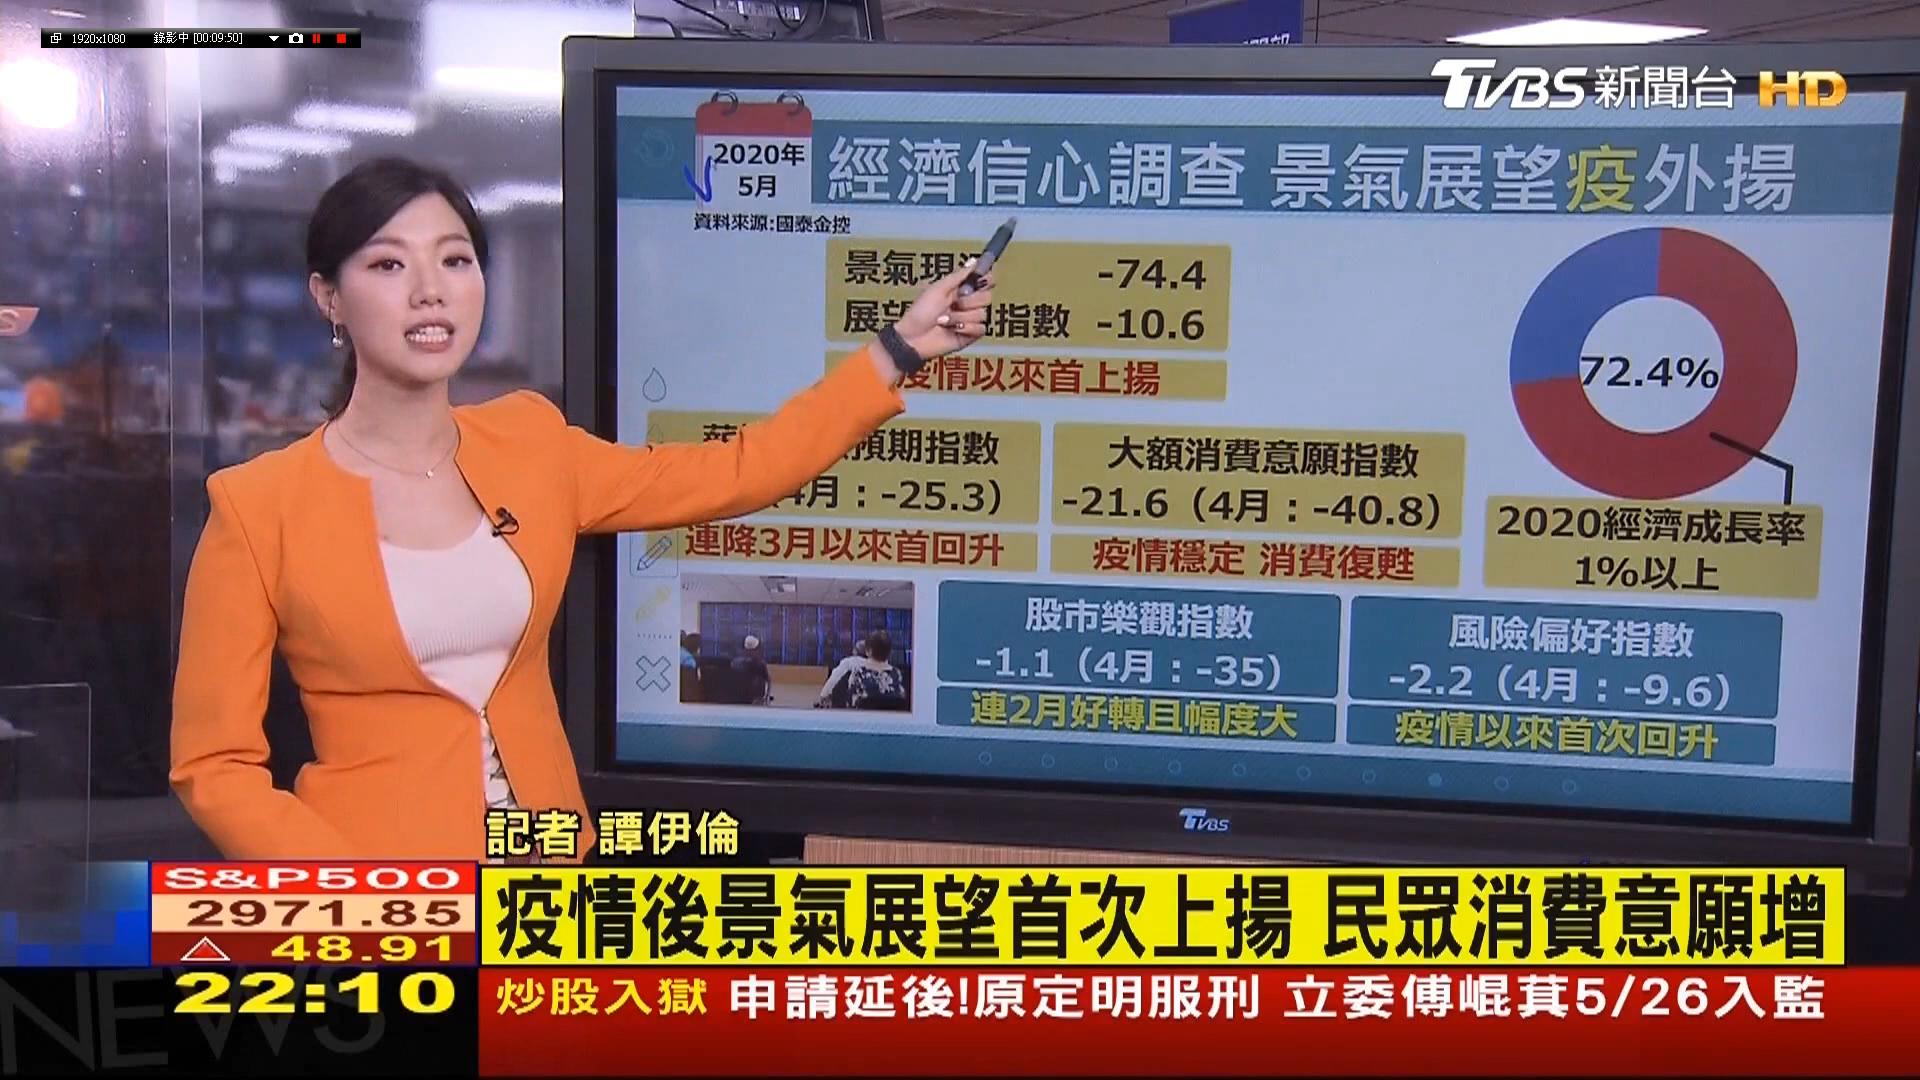 1920x1080 錄影中 [00:09:50]
TVBS新聞台 HD
2020年
5月
經濟信心調查 景氣展望疫外揚
資料來源:國泰金控
景氣現 -74.4
展望 觀指數 -10.6
疫情以來首上揚
72.4%
預期指數
4月：-25.3）
連降3月以來首回升
大額消費意願指數
-21.6（4月：-40.8）
疫情穩定 消費復甦
2020經濟成長率
1%以上
股市樂觀指數
-1.1（4月：-35）
連2月好轉且幅度大
風險偏好指數
-2.2（4月：-9.6）
疫情以來首次回升
TVBS
記者 譚伊倫
S&P500
2971.85
△ 48.91
疫情後景氣展望首次上揚 民眾消費意願增
22:10
炒股入獄 申請延後!原定明服刑 立委傅崐萁5/26入監
NEWS